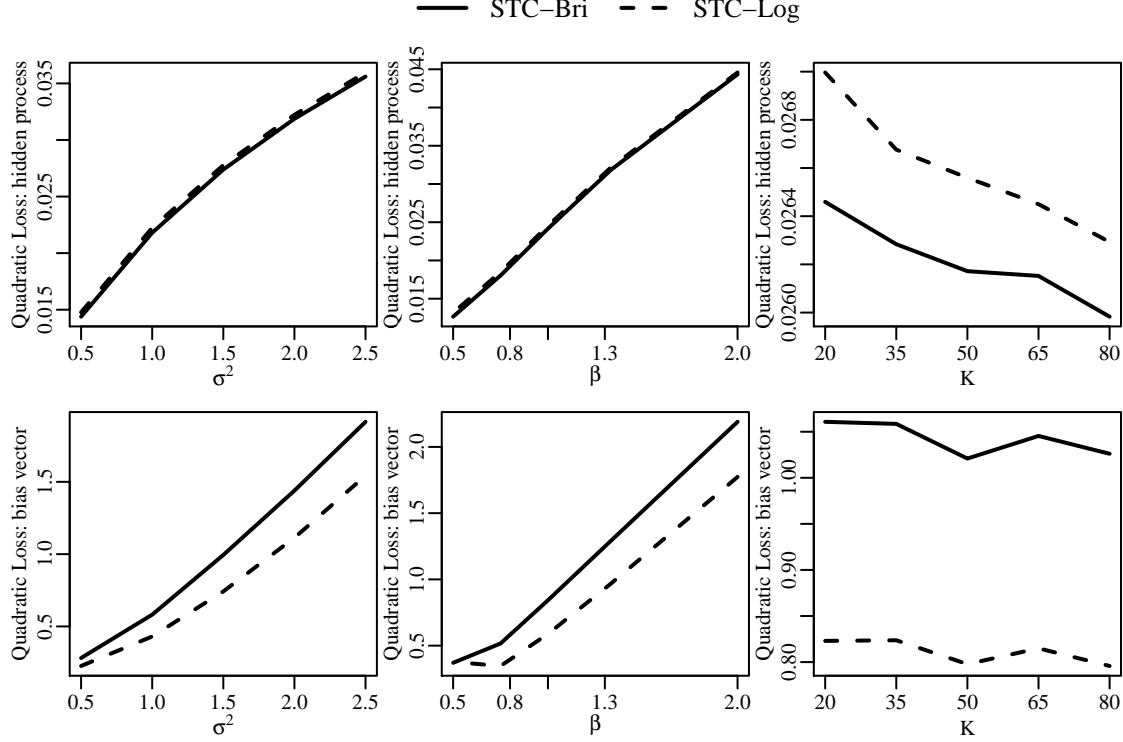 STC−Bri STC−Log
Quadratic Loss: hidden process
0.015 0.025 0.035
0.5 1.0 1.5 2.0 2.5
σ2
Quadratic Loss: hidden process
0.015 0.025 0.035 0.045
0.5 0.8 1.3 2.0
β
Quadratic Loss: hidden process
0.0260 0.0264 0.0268
20 35 50 65 80
K
Quadratic Loss: bias vector
0.5 1.0 1.5
0.5 1.0 1.5 2.0 2.5
σ2
Quadratic Loss: bias vector
0.5 1.0 1.5 2.0
0.5 0.8 1.3 2.0
β
Quadratic Loss: bias vector
0.80 0.90 1.00
20 35 50 65 80
K